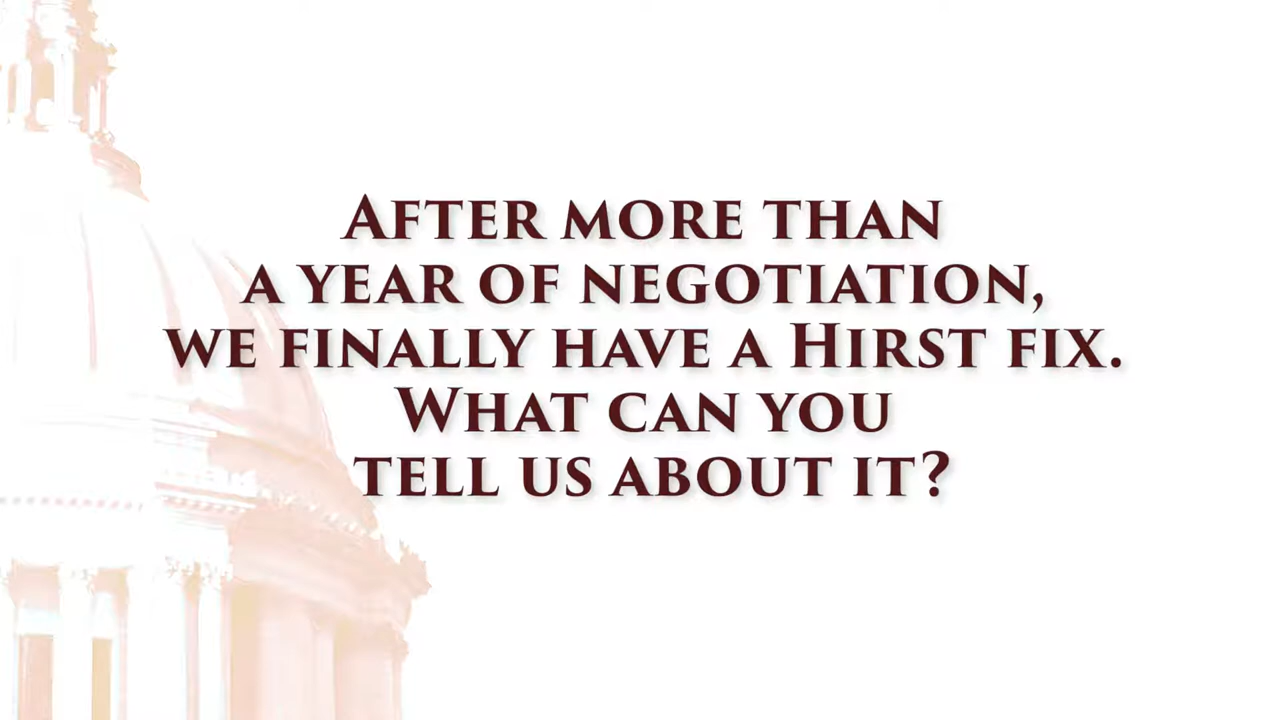 After more than
a year of negotiation,
we finally have a Hirst fix.
What can you
tell us about it?